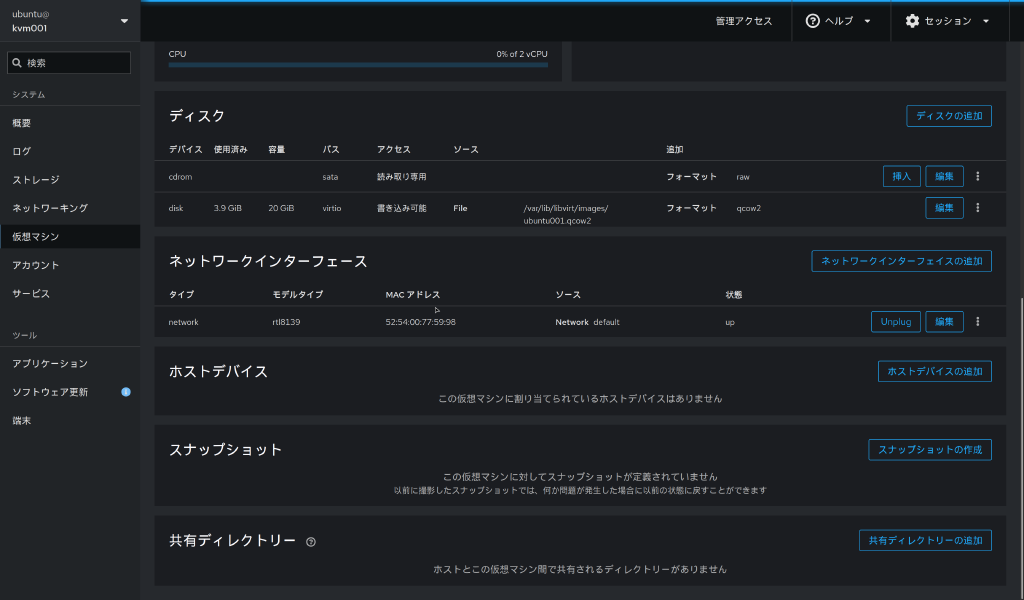 ubuntu@
kvm001
管理アクセス
ヘルプ
セッション
検索
システム
概要
ログ
ストレージ
ネットワーキング
仮想マシン
アカウント
サービス
ツール
アプリケーション
ソフトウェア更新
端末
CPU 0% of 2 vCPU
ディスク
ディスクの追加
デバイス 使用済み 容量 バス アクセス ソース 追加
cdrom sata 読み取り専用 フォーマット raw 挿入 編集
disk 3.9 GiB 20 GiB virtio 書き込み可能 File /var/lib/libvirt/images/ フォーマット qcow2 編集
ubuntu001.qcow2
ネットワークインターフェース
ネットワークインターフェイスの追加
タイプ モデルタイプ MAC アドレス ソース 状態
network rtl8139 52:54:00:77:59:98 Network default up Unplug 編集
ホストデバイス
ホストデバイスの追加
この仮想マシンに割り当てられているホストデバイスはありません
スナップショット
スナップショットの作成
この仮想マシンに対してスナップショットが定義されていません
以前に撮影したスナップショットでは、何か問題が発生した場合に以前の状態に戻すことができます
共有ディレクトリー
共有ディレクトリーの追加
ホストとこの仮想マシン間で共有されるディレクトリーがありません